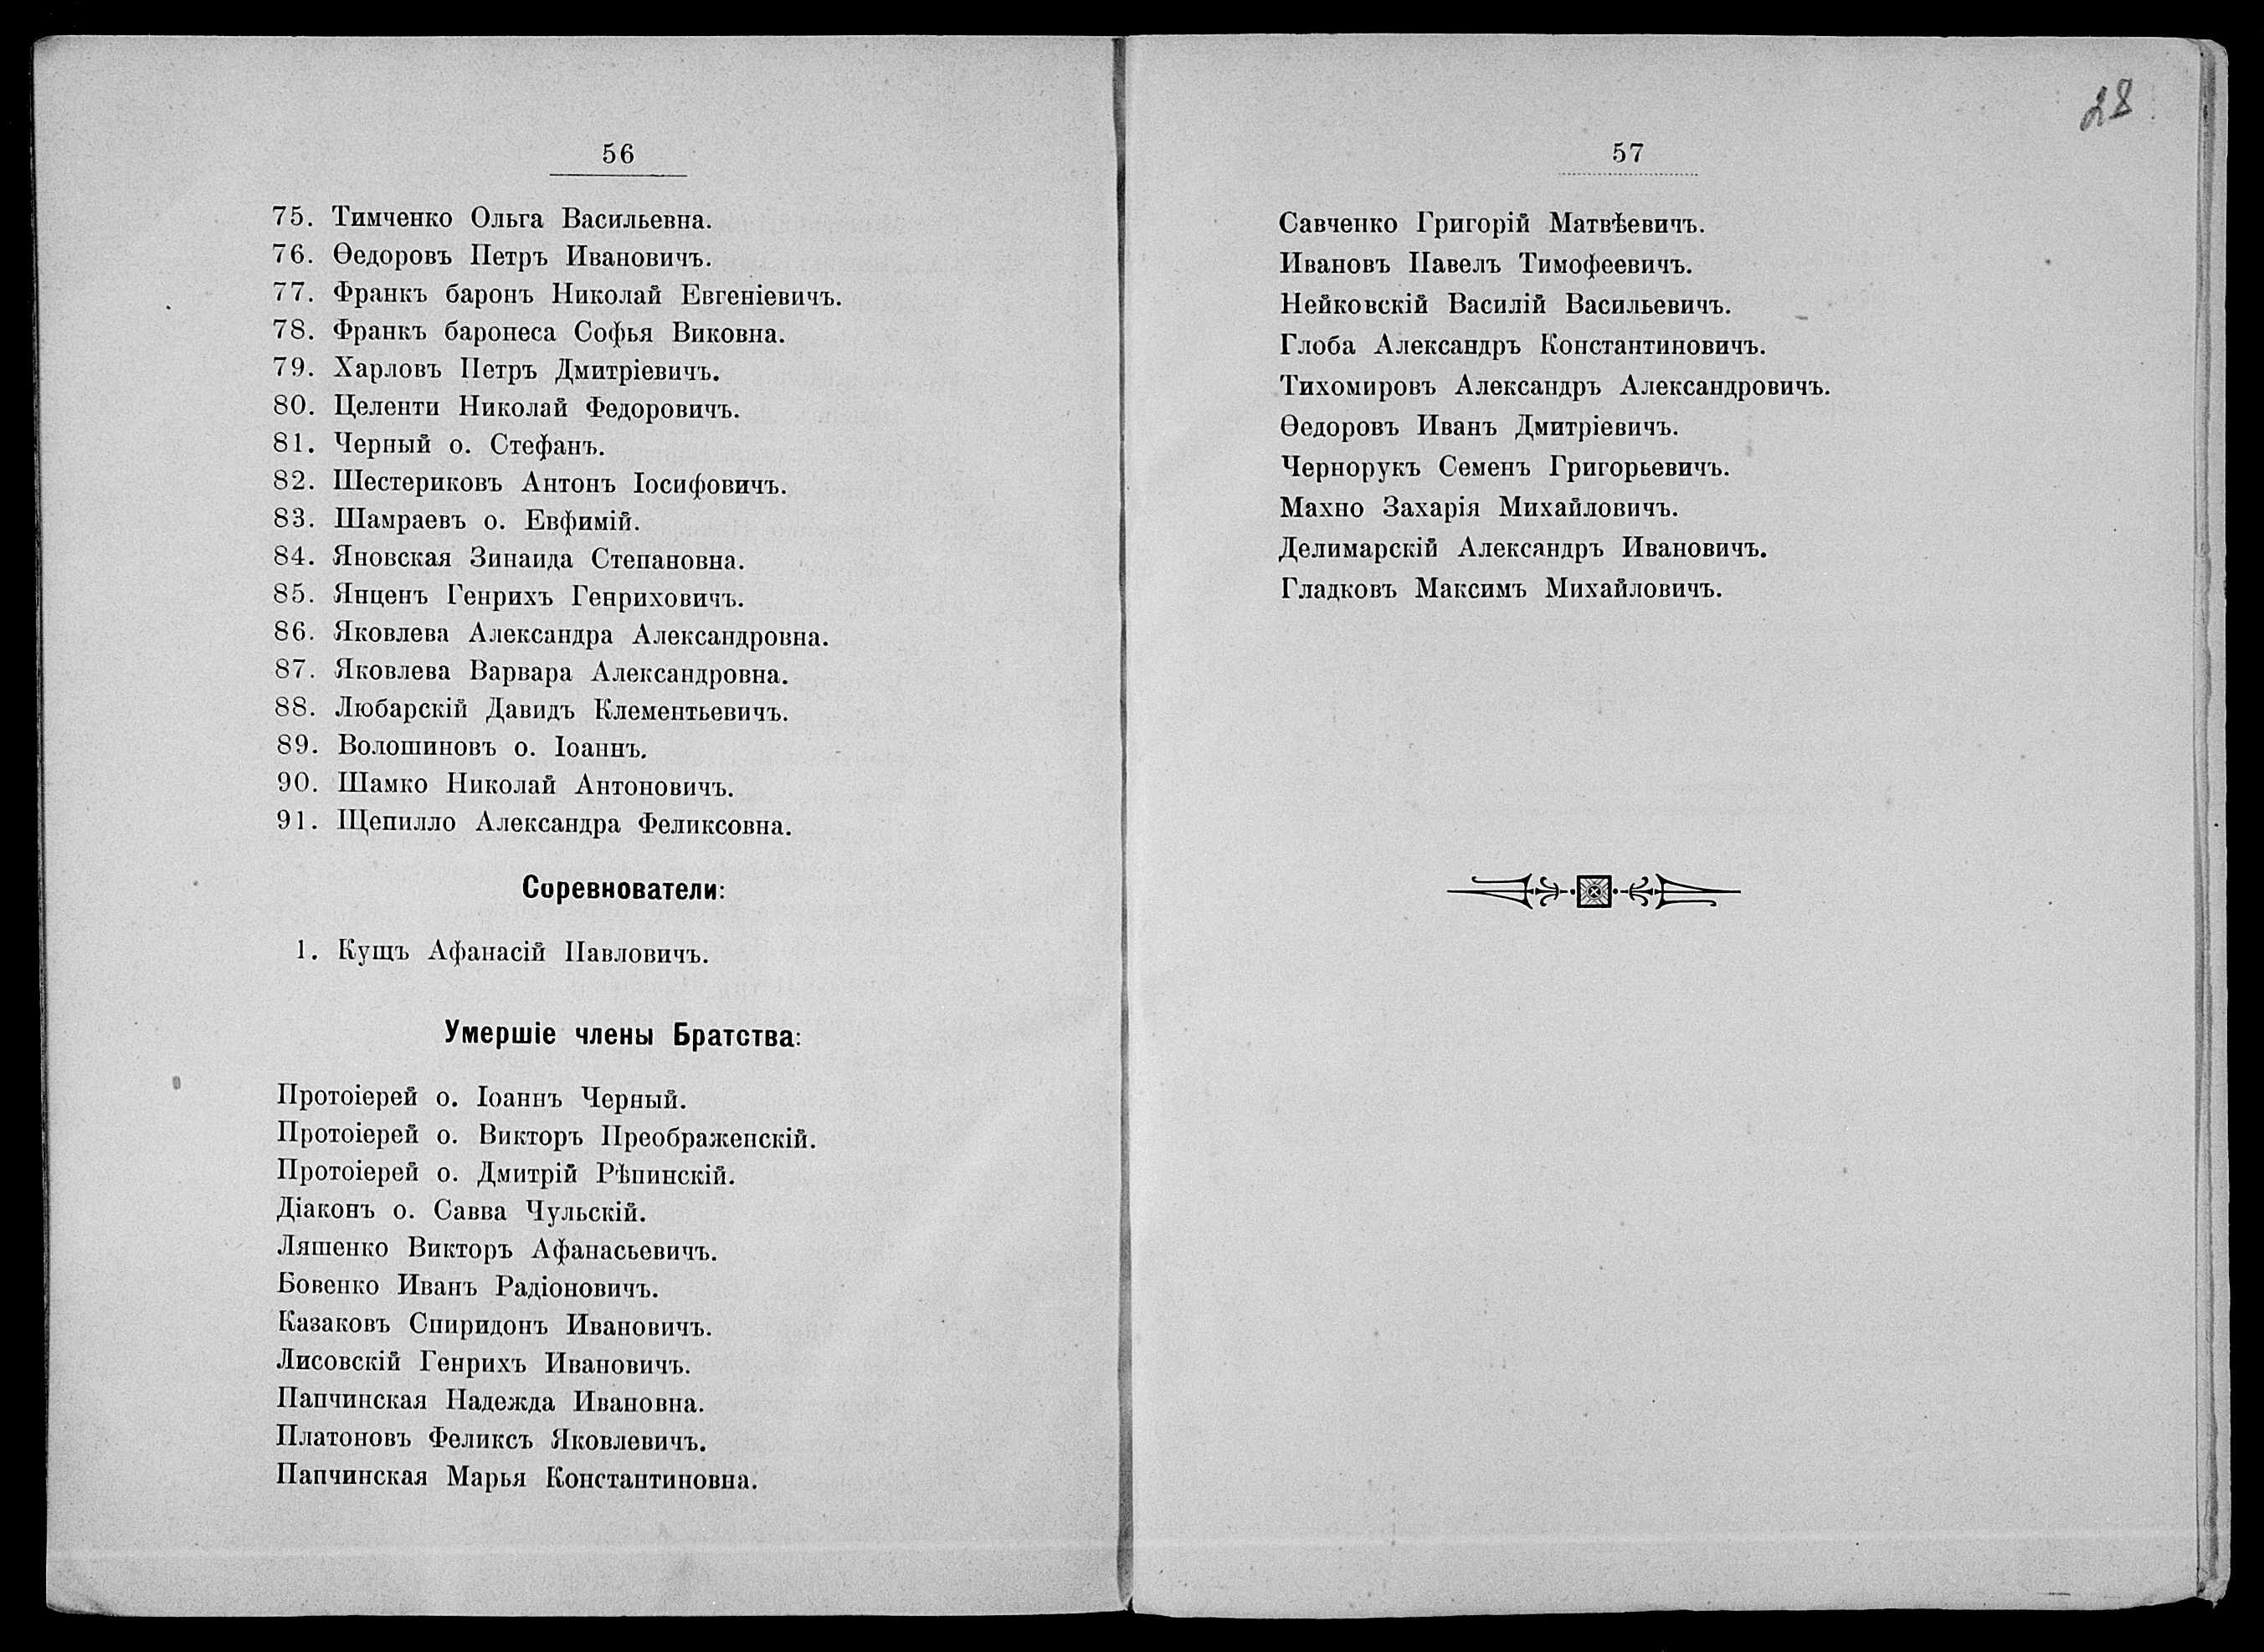 56
75. Тимченко Ольга Васильевна.
76. Ѳедоровъ Петръ Ивановичъ.
77. Франкъ баронъ Николай Евгеніевичъ.
78. Франкъ баронеса Софья Виковна.
79. Харловъ Петръ Дмитріевичъ.
80. Целенти Николай Федоровичъ.
81. Черный о. Стефанъ.
82. Шестериковъ Антонъ Іосифовичъ.
83. Шамраевъ о. Евфимій.
84. Яновская Зинаида Степановна.
85. Янценъ Генрихъ Генриховичъ.
86. Яковлева Александра Александровна.
87. Яковлева Варвара Александровна.
88. Любарскій Давидъ Клементьевичъ.
89. Волошиновъ о. Іоаннъ.
90. Шамко Николай Антоновичъ.
91. Щепилло Александра Феликсовна.
Соревнователи:
1. Кущъ Афанасій Павловичъ.
Умершіе члены Братства:
Протоіерей о. Іоаннъ Черный.
Протоіерей о. Викторъ Преображенскій.
Протоіерей о. Дмитрій Рѣпинскій.
Діаконъ о. Савва Чульскій.
Ляшенко Викторъ Афанасьевичъ.
Бовенко Иванъ Радіоновичъ.
Казаковъ Спиридонъ Ивановичъ.
Лисовскій Генрихъ Ивановичъ.
Папчинская Надежда Ивановна.
Платоновъ Феликсъ Яковлевичъ.
Папчинская Марья Константиновна.
28
57
Савченко Григорій Матвѣевичъ.
Ивановъ Павелъ Тимофеевичъ.
Нейковскій Василій Васильевичъ.
Глоба Александръ Константиновичъ.
Тихомировъ Александръ Александровичъ.
Ѳедоровъ Иванъ Дмитріевичъ.
Чернорукъ Семенъ Григорьевичъ.
Махно Захарія Михайловичъ.
Делимарскій Александръ Ивановичъ.
Гладковъ Максимъ Михайловичъ.